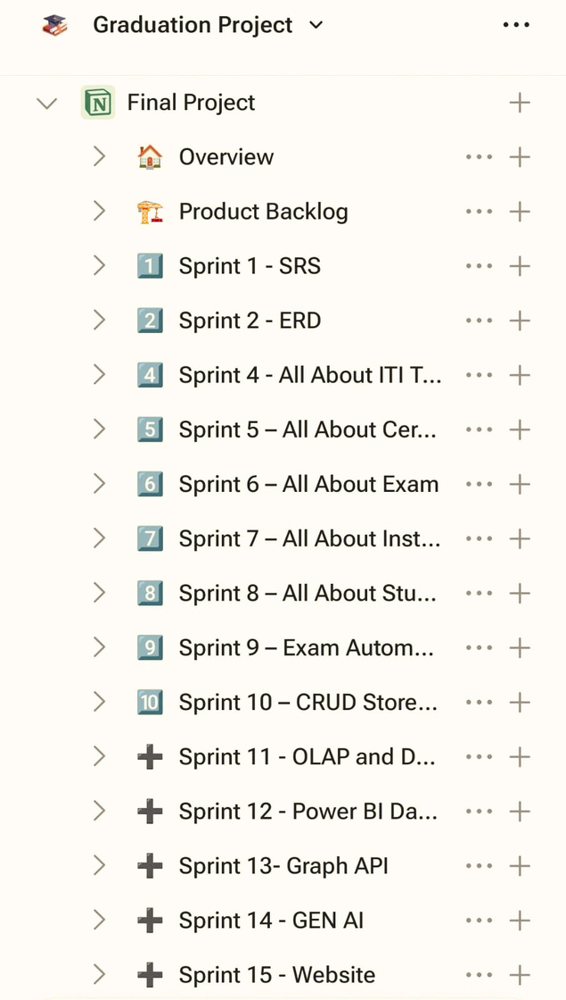 Graduation Project
Final Project
Overview
Product Backlog
1 Sprint 1 - SRS
2 Sprint 2 - ERD
4 Sprint 4 - All About ITI T...
5 Sprint 5 – All About Cer...
6 Sprint 6 – All About Exam
7 Sprint 7 – All About Inst...
8 Sprint 8 – All About Stu...
9 Sprint 9 – Exam Autom...
10 Sprint 10 – CRUD Store...
Sprint 11 - OLAP and D...
Sprint 12 - Power BI Da...
Sprint 13- Graph API
Sprint 14 - GEN AI
Sprint 15 - Website